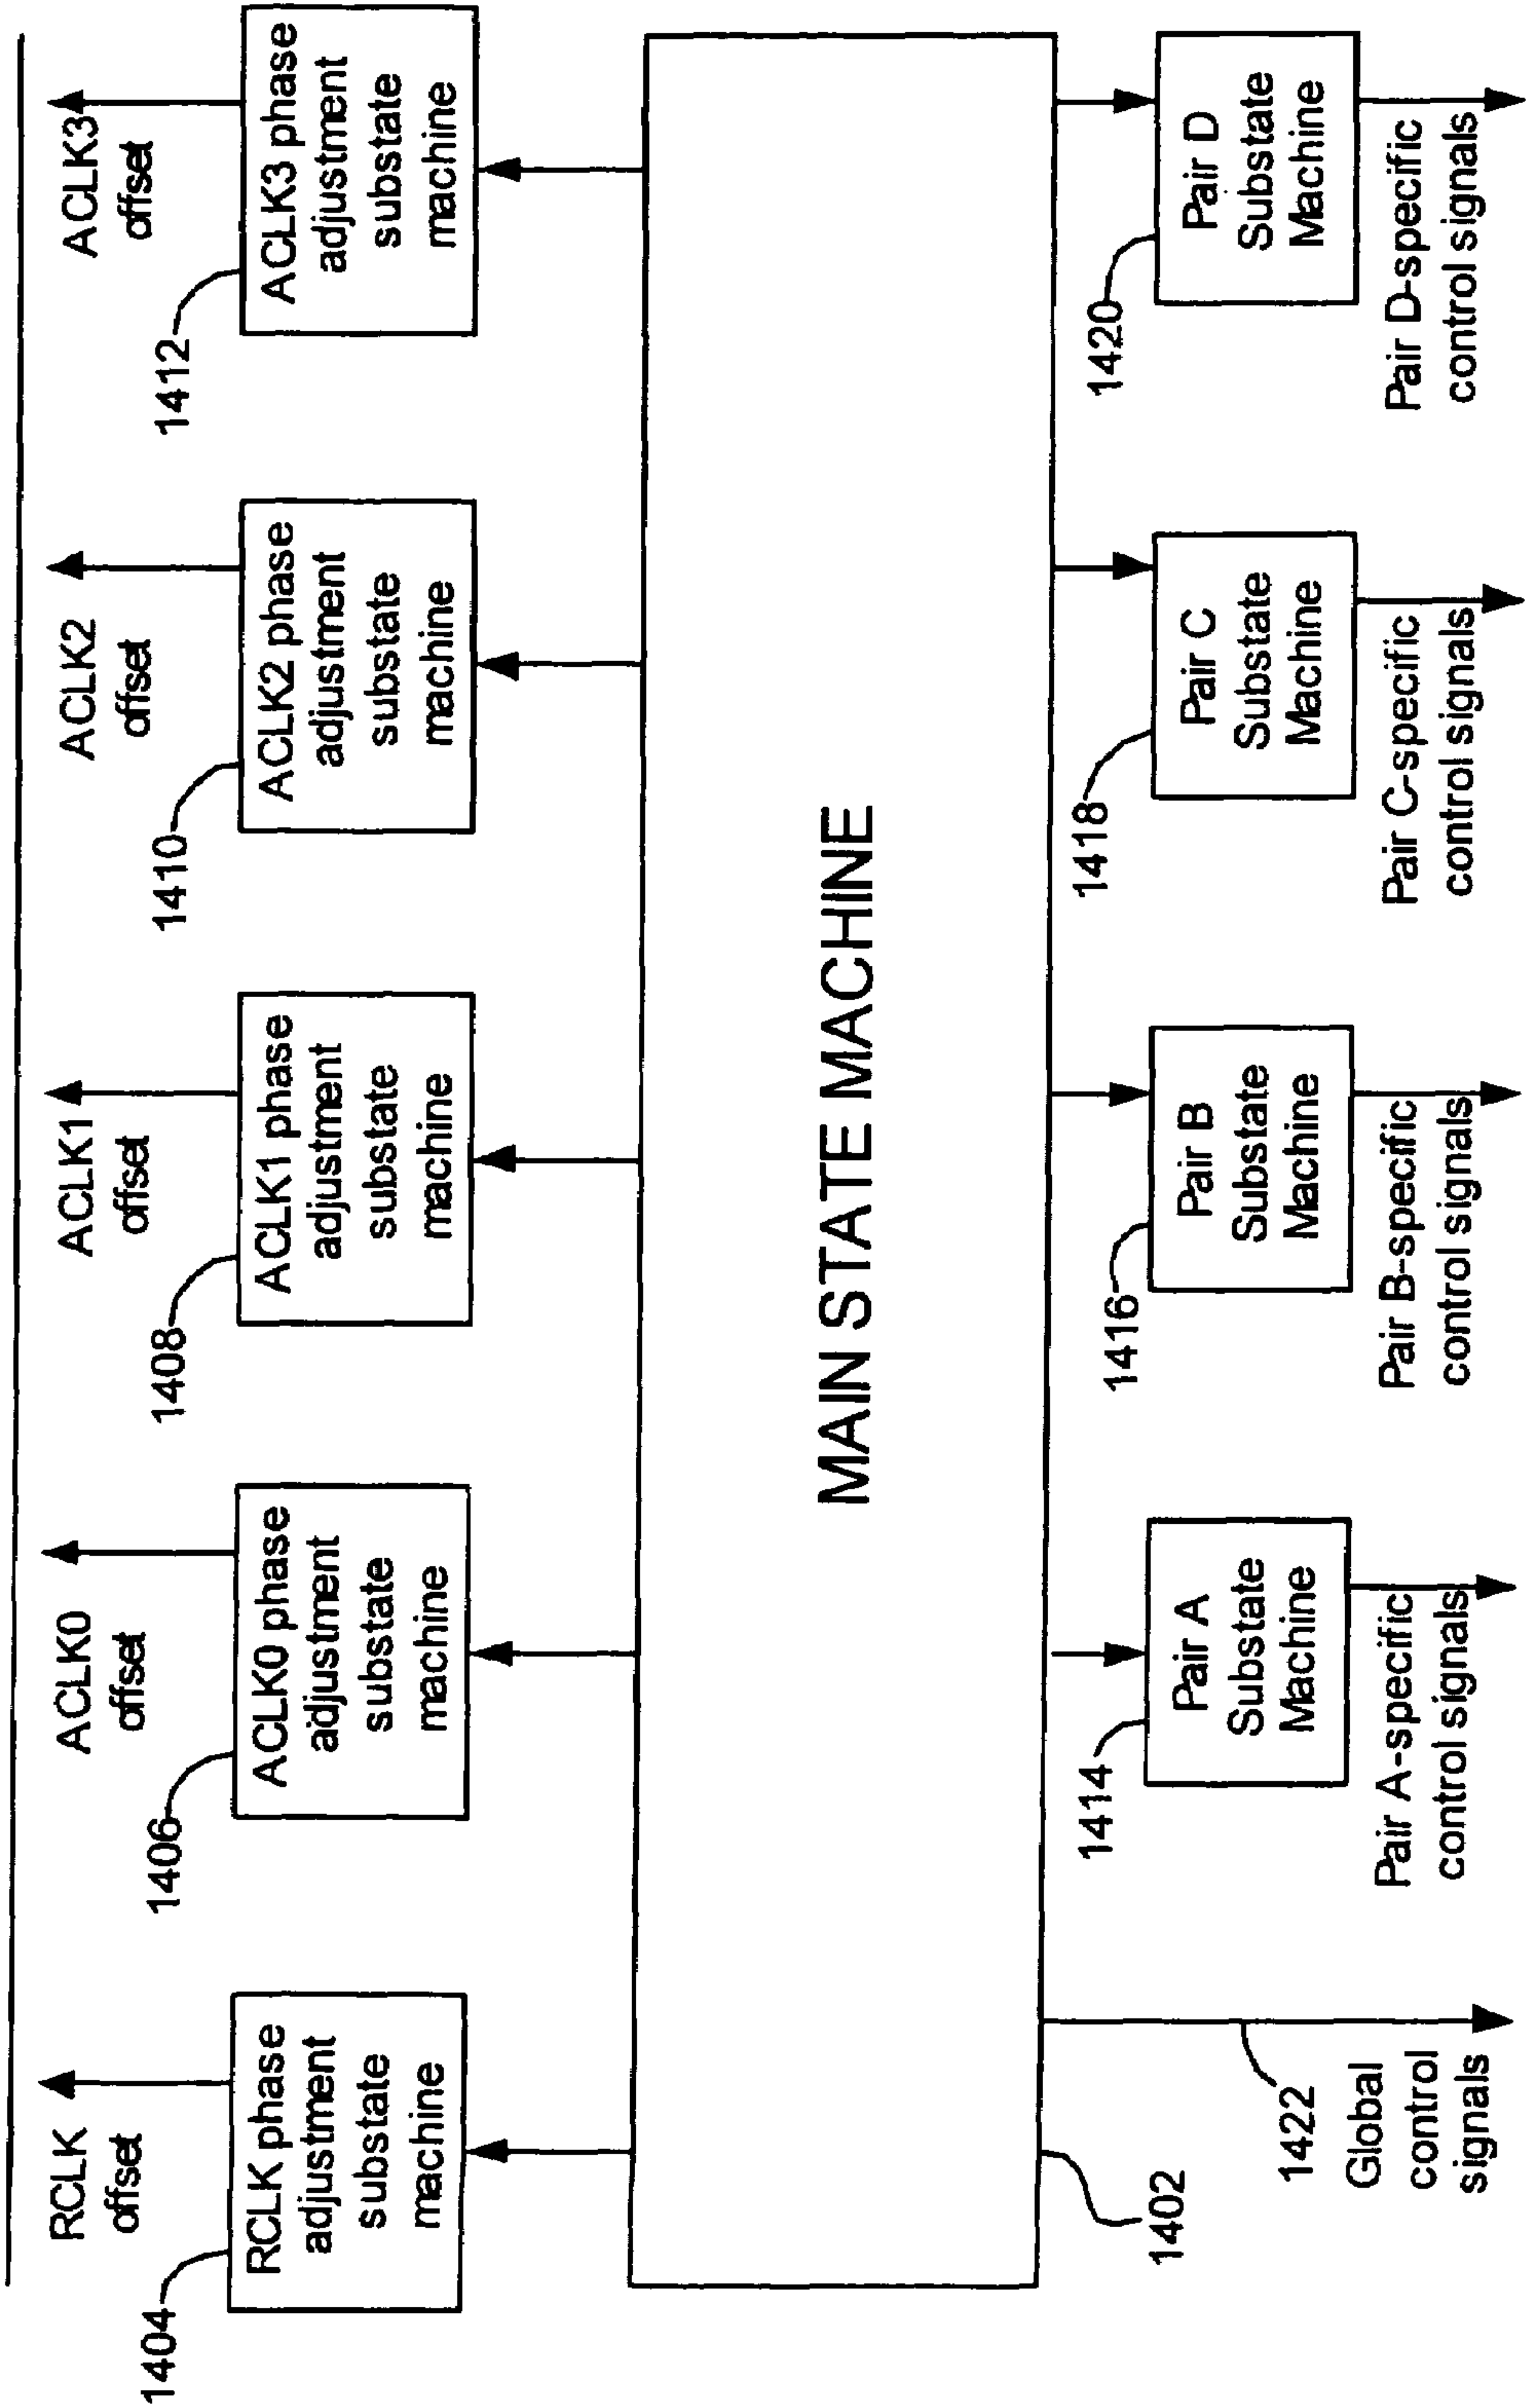 RCLK
offset
ACLK0
offset
ACLK1
offset
ACLK2
offset
ACLK3
offset
1404
RCLK phase
adjustment
substate
machine
1406
ACLK0 phase
adjustment
substate
machine
1408
ACLK1 phase
adjustment
substate
machine
1410
ACLK2 phase
adjustment
substate
machine
1412
ACLK3 phase
adjustment
substate
machine
MAIN STATE MACHINE
1402
1422
Global
control
signals
1414
Pair A
Substate
Machine
Pair A-specific
control signals
1416
Pair B
Substate
Machine
Pair B-specific
control signals
1418
Pair C
Substate
Machine
Pair C-specific
control signals
1420
Pair D
Substate
Machine
Pair D-specific
control signals